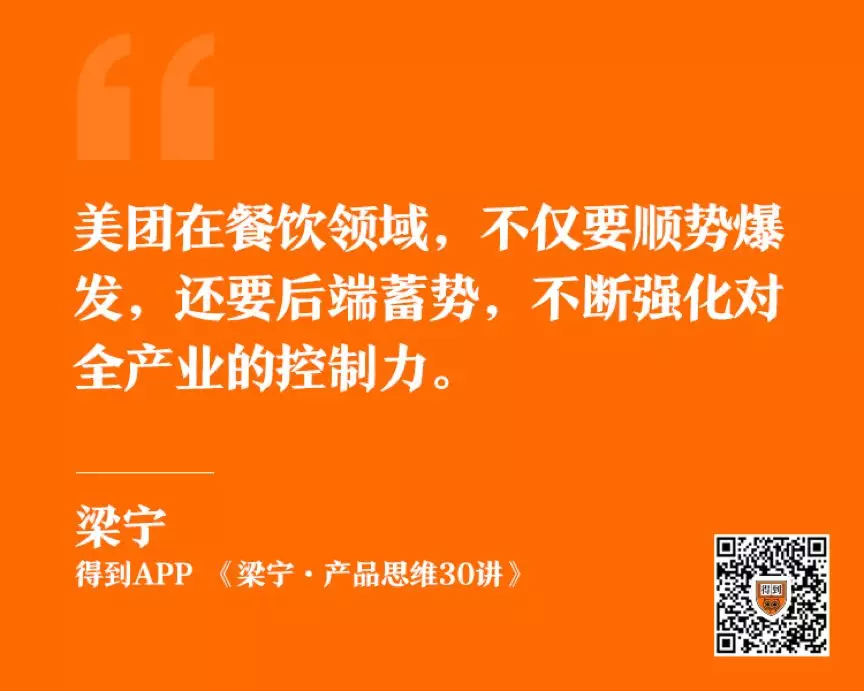 美团在餐饮领域，不仅要顺势爆
发，还要后端蓄势，不断强化对
全产业的控制力。
梁宁
得到APP 《梁宁·产品思维30讲》
得到